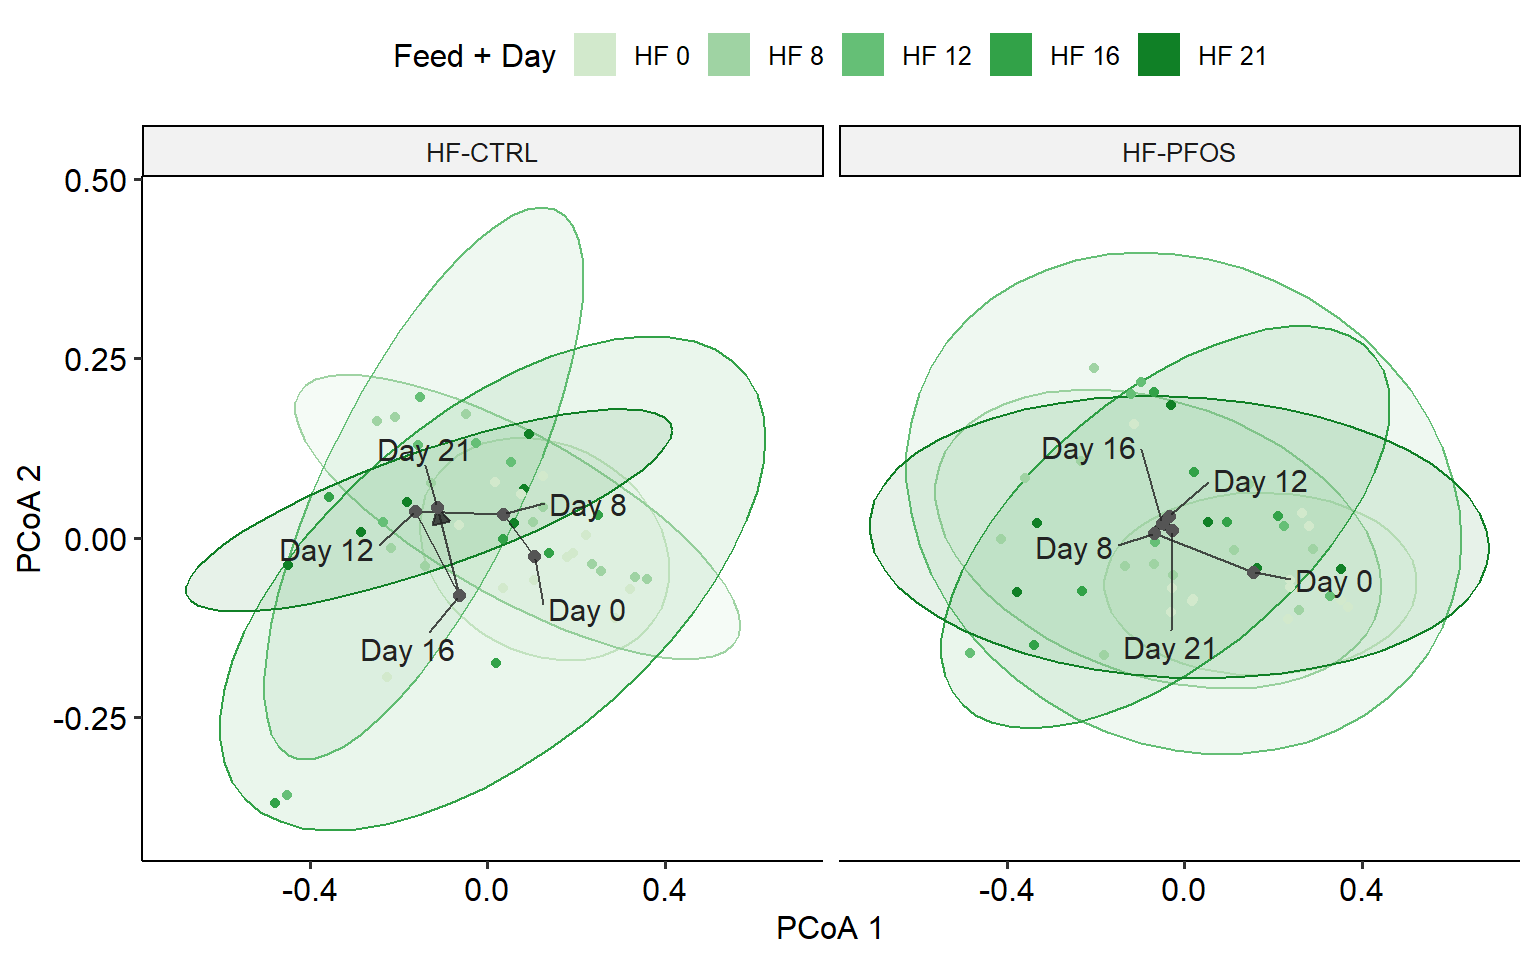 Feed + Day HF 0 HF 8 HF 12 HF 16 HF 21
HF-CTRL
HF-PFOS
0.50
0.25
0.00
-0.25
PCoA 2
Day 21
Day 8
Day 12
Day 0
Day 16
Day 16
Day 12
Day 8
Day 0
Day 21
-0.4 0.0 0.4
-0.4 0.0 0.4
PCoA 1